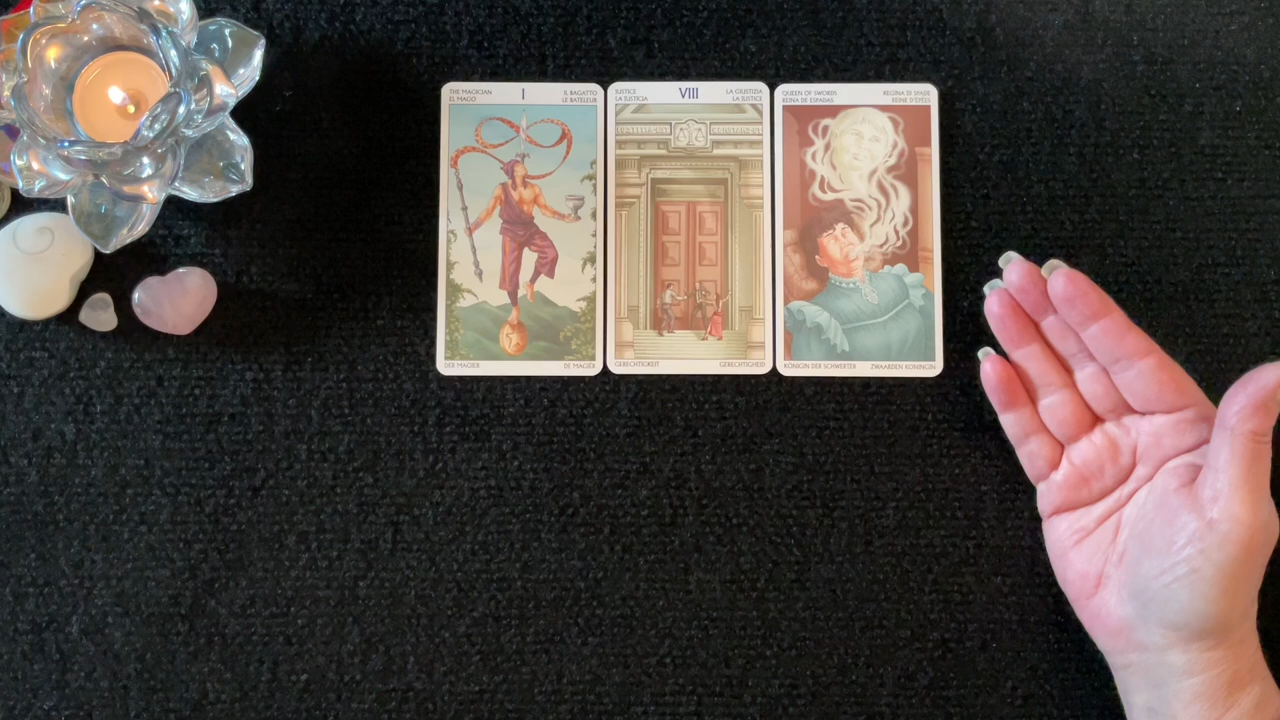 THE MAGICIAN I IL BAGATTO
EL MAGO LE BATELEUR
DER MAGIER DE MAGIËR
JUSTICE VIII LA GIUSTIZIA
LA JUSTICIA LA JUSTICE
GERECHTIGKEIT GERECHTIGHEID
QUEEN OF SWORDS REGINA DI SPADE
REINA DE ESPADAS REINE D'ÉPÉES
KÖNIGIN DER SCHWERTER ZWAARDEN KONINGIN